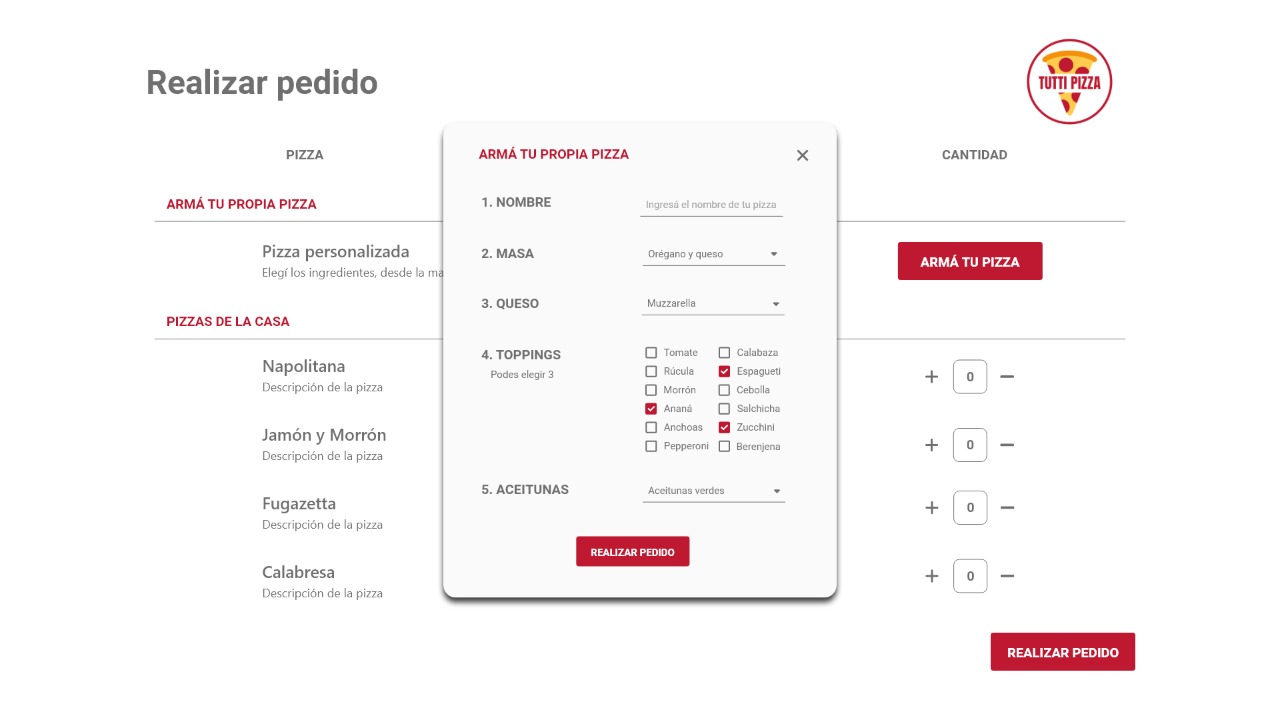 Realizar pedido
TUTTI PIZZA
PIZZA
CANTIDAD
ARMÁ TU PROPIA PIZZA
Pizza personalizada
Elegí los ingredientes, desde la ma
ARMÁ TU PIZZA
PIZZAS DE LA CASA
Napolitana
Descripción de la pizza
+ 0 −
Jamón y Morrón
Descripción de la pizza
+ 0 −
Fugazetta
Descripción de la pizza
+ 0 −
Calabresa
Descripción de la pizza
+ 0 −
REALIZAR PEDIDO
ARMÁ TU PROPIA PIZZA
1. NOMBRE
Ingresá el nombre de tu pizza
2. MASA
Orégano y queso
3. QUESO
Muzzarella
4. TOPPINGS
Podes elegir 3
Tomate
Calabaza
Rúcula
Espagueti
Morrón
Cebolla
Ananá
Salchicha
Anchoas
Zucchini
Pepperoni
Berenjena
5. ACEITUNAS
Aceitunas verdes
REALIZAR PEDIDO